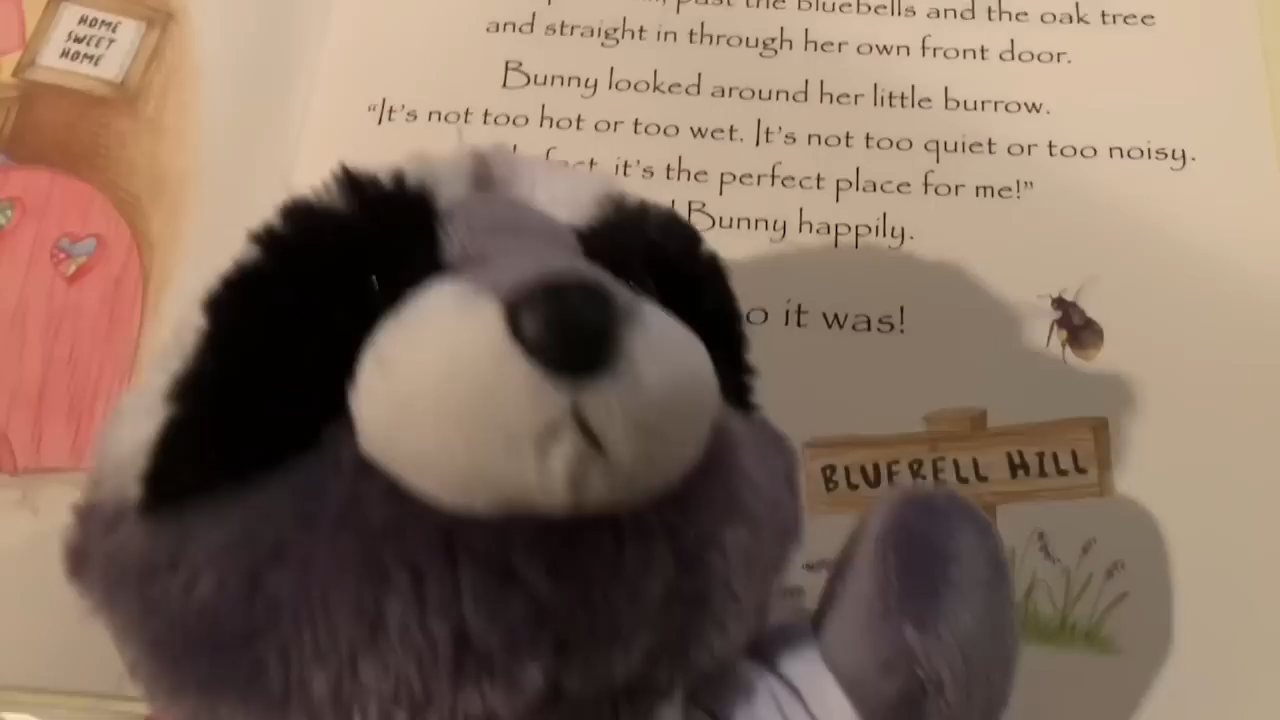 HOME
SWEET
HOME
past the bluebells and the oak tree
and straight in through her own front door.
Bunny looked around her little burrow.
“It's not too hot or too wet. It's not too quiet or too noisy.
fact, it's the perfect place for me!”
Bunny happily.
it was!
BLUEBELL HILL